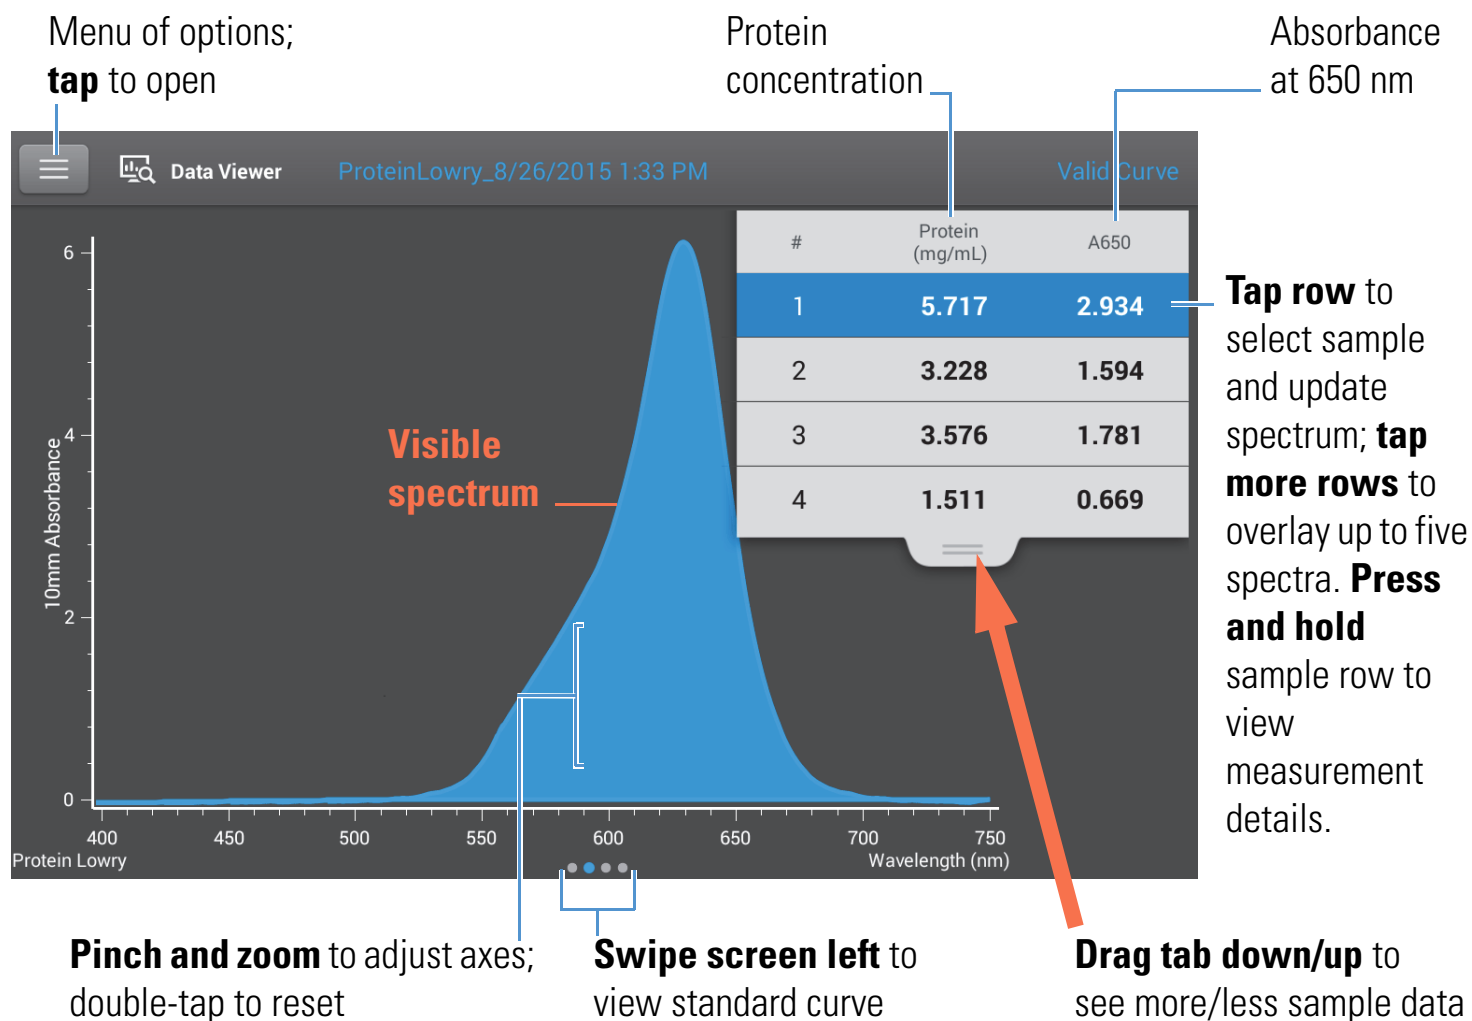 Menu of options;
tap to open
Protein
concentration
Absorbance
at 650 nm
Data Viewer
ProteinLowry_8/26/2015 1:33 PM
Valid Curve
# Protein (mg/mL) A650
1 5.717 2.934
2 3.228 1.594
3 3.576 1.781
4 1.511 0.669
Tap row to
select sample
and update
spectrum; tap
more rows to
overlay up to five
spectra. Press
and hold
sample row to
view
measurement
details.
Visible
spectrum
10mm Absorbance
6
4
2
0
400 450 500 550 600 650 700 750
Protein Lowry
Wavelength (nm)
Pinch and zoom to adjust axes;
double-tap to reset
Swipe screen left to
view standard curve
Drag tab down/up to
see more/less sample data